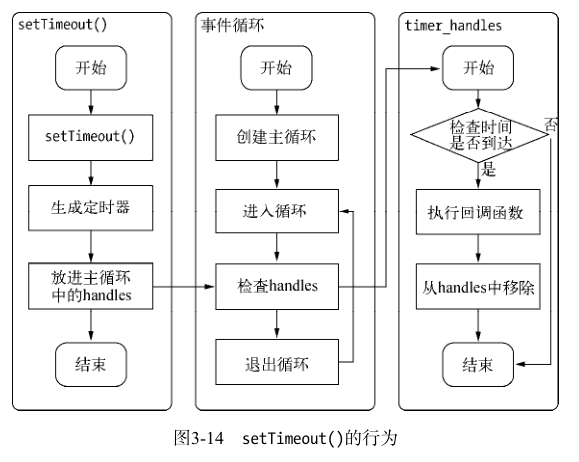 setTimeout()
开始
setTimeout()
生成定时器
放进主循环
中的handles
结束
事件循环
开始
创建主循环
进入循环
检查handles
退出循环
timer_handles
开始
检查时间
是否到达
否
是
执行回调函数
从handles中移除
结束
图3-14 setTimeout()的行为